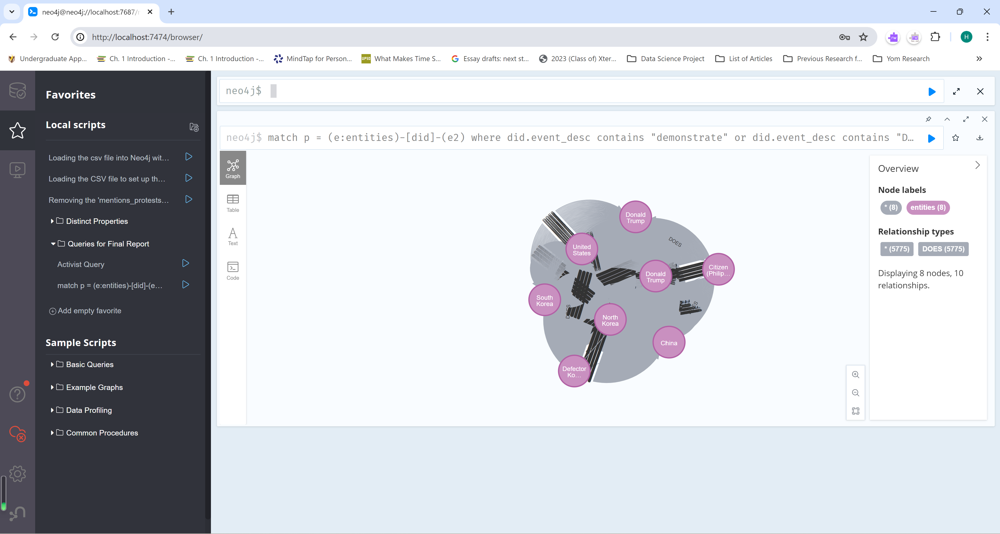 neo4j@neo4j://localhost:7687/
http://localhost:7474/browser/
H
Undergraduate App...
Ch. 1 Introduction -...
Ch. 1 Introduction -...
MindTap for Person...
What Makes Time S...
Essay drafts: next st...
2023 (Class of) Xter...
Data Science Project
List of Articles
Previous Research f...
Yom Research
Favorites
Local scripts
Loading the csv file into Neo4j wit...
Loading the CSV file to set up th...
Removing the 'mentions_protests...
Distinct Properties
Queries for Final Report
Activist Query
match p = (e:entities)-[did]-(e...
Add empty favorite
Sample Scripts
Basic Queries
Example Graphs
Data Profiling
Common Procedures
neo4j$
neo4j$ match p = (e:entities)-[did]-(e2) where did.event_desc contains "demonstrate" or did.event_desc contains "D...
Graph
Table
Text
Code
Donald
Trump
United
States
DOES
Donald
Trump
Citizen
(Philip...
South
Korea
DOES
North
Korea
China
Defector
Ko...
Overview
Node labels
* (8)
entities (8)
Relationship types
* (5775)
DOES (5775)
Displaying 8 nodes, 10
relationships.